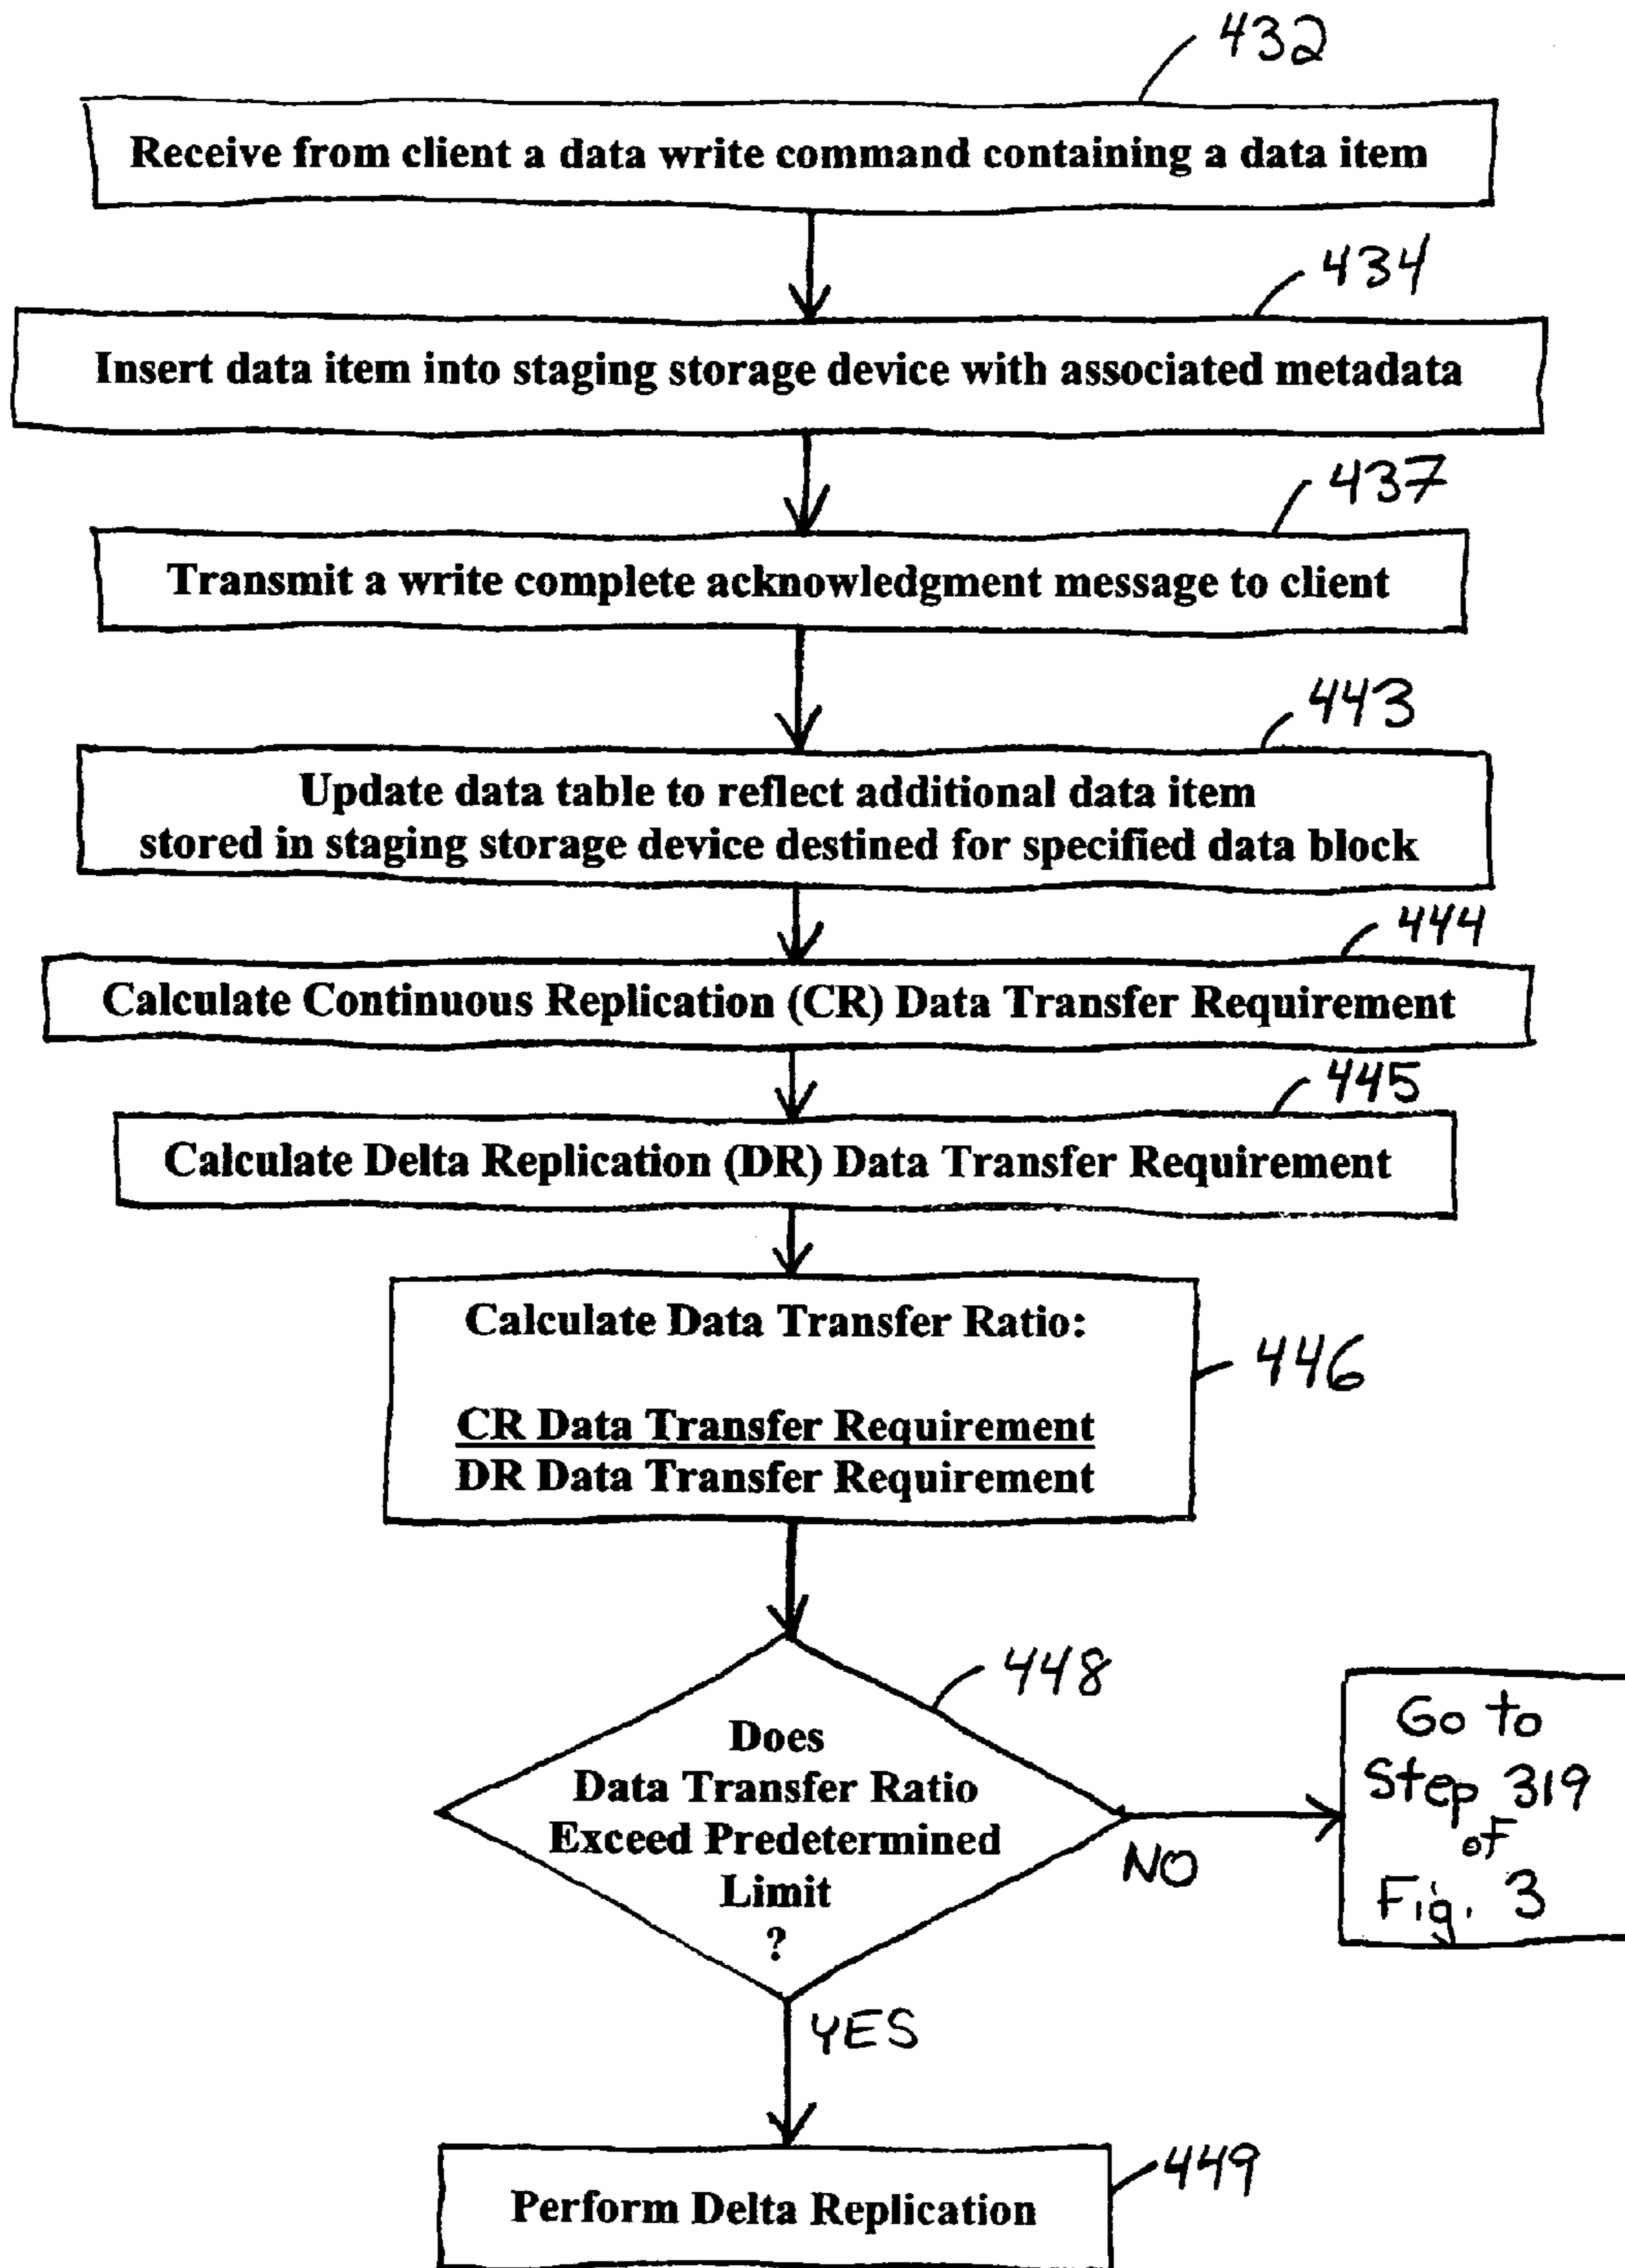 432
Receive from client a data write command containing a data item
434
Insert data item into staging storage device with associated metadata
437
Transmit a write complete acknowledgment message to client
443
Update data table to reflect additional data item
stored in staging storage device destined for specified data block
444
Calculate Continuous Replication (CR) Data Transfer Requirement
445
Calculate Delta Replication (DR) Data Transfer Requirement
Calculate Data Transfer Ratio:
446
CR Data Transfer Requirement
DR Data Transfer Requirement
448
Does
Data Transfer Ratio
Exceed Predetermined
Limit
?
NO
Go to
Step 319
of
Fig. 3
YES
449
Perform Delta Replication